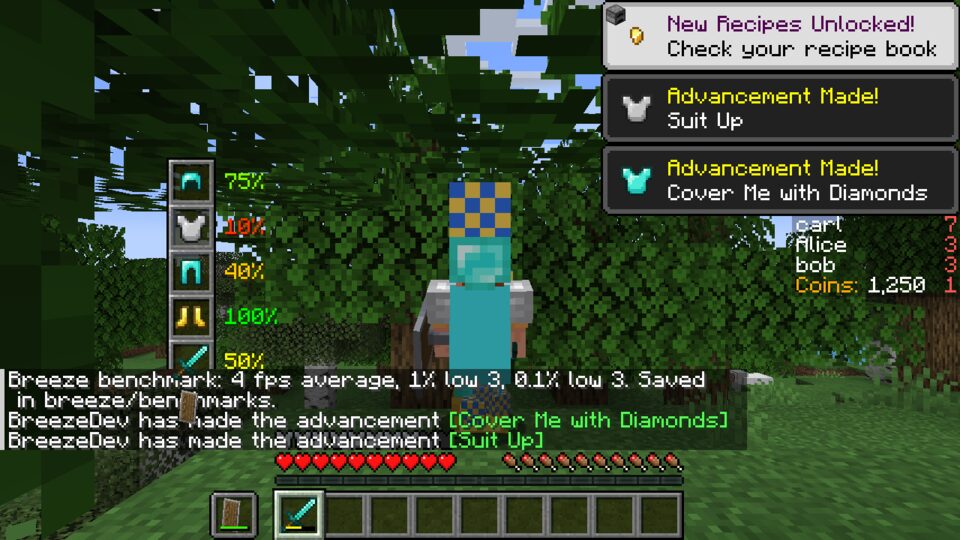 New Recipes Unlocked!
Check your recipe book
Advancement Made!
Suit Up
Advancement Made!
Cover Me with Diamonds
75%
10%
40%
100%
50%
carl 7
Alice 3
bob 3
Coins: 1,250 1
Breeze benchmark: 4 fps average, 1% low 3, 0.1% low 3. Saved
in breeze/benchmarks.
BreezeDev has made the advancement [Cover Me with Diamonds]
BreezeDev has made the advancement [Suit Up]